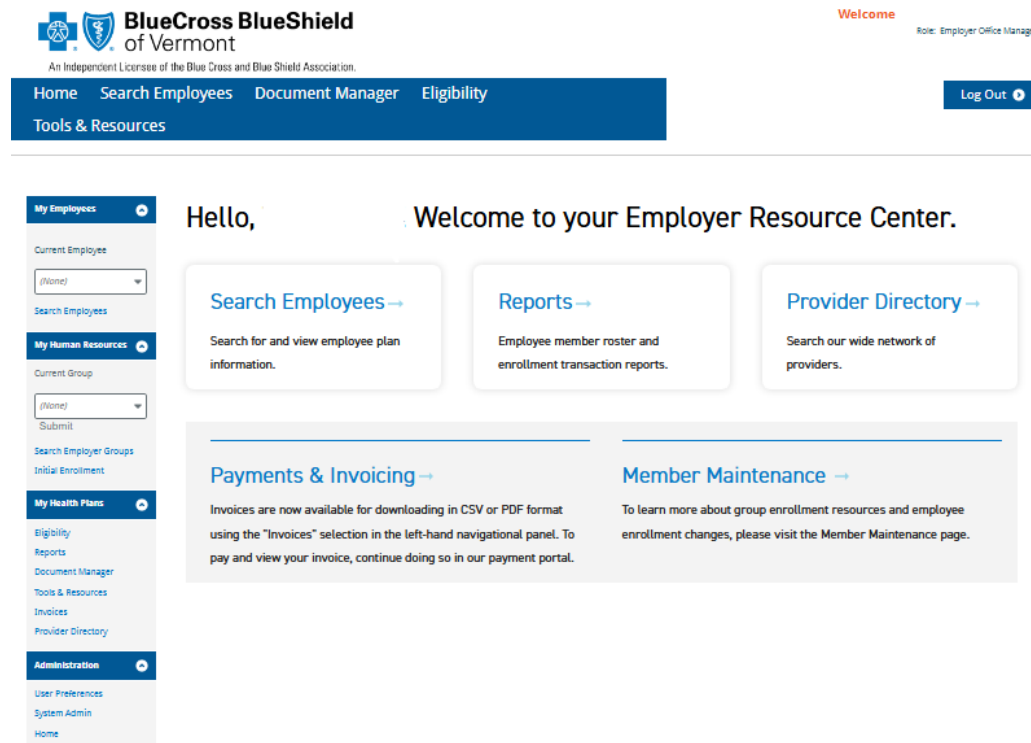 BlueCross BlueShield
of Vermont
An Independent Licensee of the Blue Cross and Blue Shield Association.
Welcome
Role: Employer Office Manag
Home Search Employees Document Manager Eligibility
Tools & Resources
Log Out
My Employees
Current Employee
(None)
Search Employees
My Human Resources
Current Group
(None)
Submit
Search Employer Groups
Initial Enrollment
My Health Plans
Eligibility
Reports
Document Manager
Tools & Resources
Invoices
Provider Directory
Administration
User Preferences
System Admin
Home
Hello, Welcome to your Employer Resource Center.
Search Employees→
Search for and view employee plan
information.
Reports→
Employee member roster and
enrollment transaction reports.
Provider Directory→
Search our wide network of
providers.
Payments & Invoicing→
Invoices are now available for downloading in CSV or PDF format
using the "Invoices" selection in the left-hand navigational panel. To
pay and view your invoice, continue doing so in our payment portal.
Member Maintenance →
To learn more about group enrollment resources and employee
enrollment changes, please visit the Member Maintenance page.